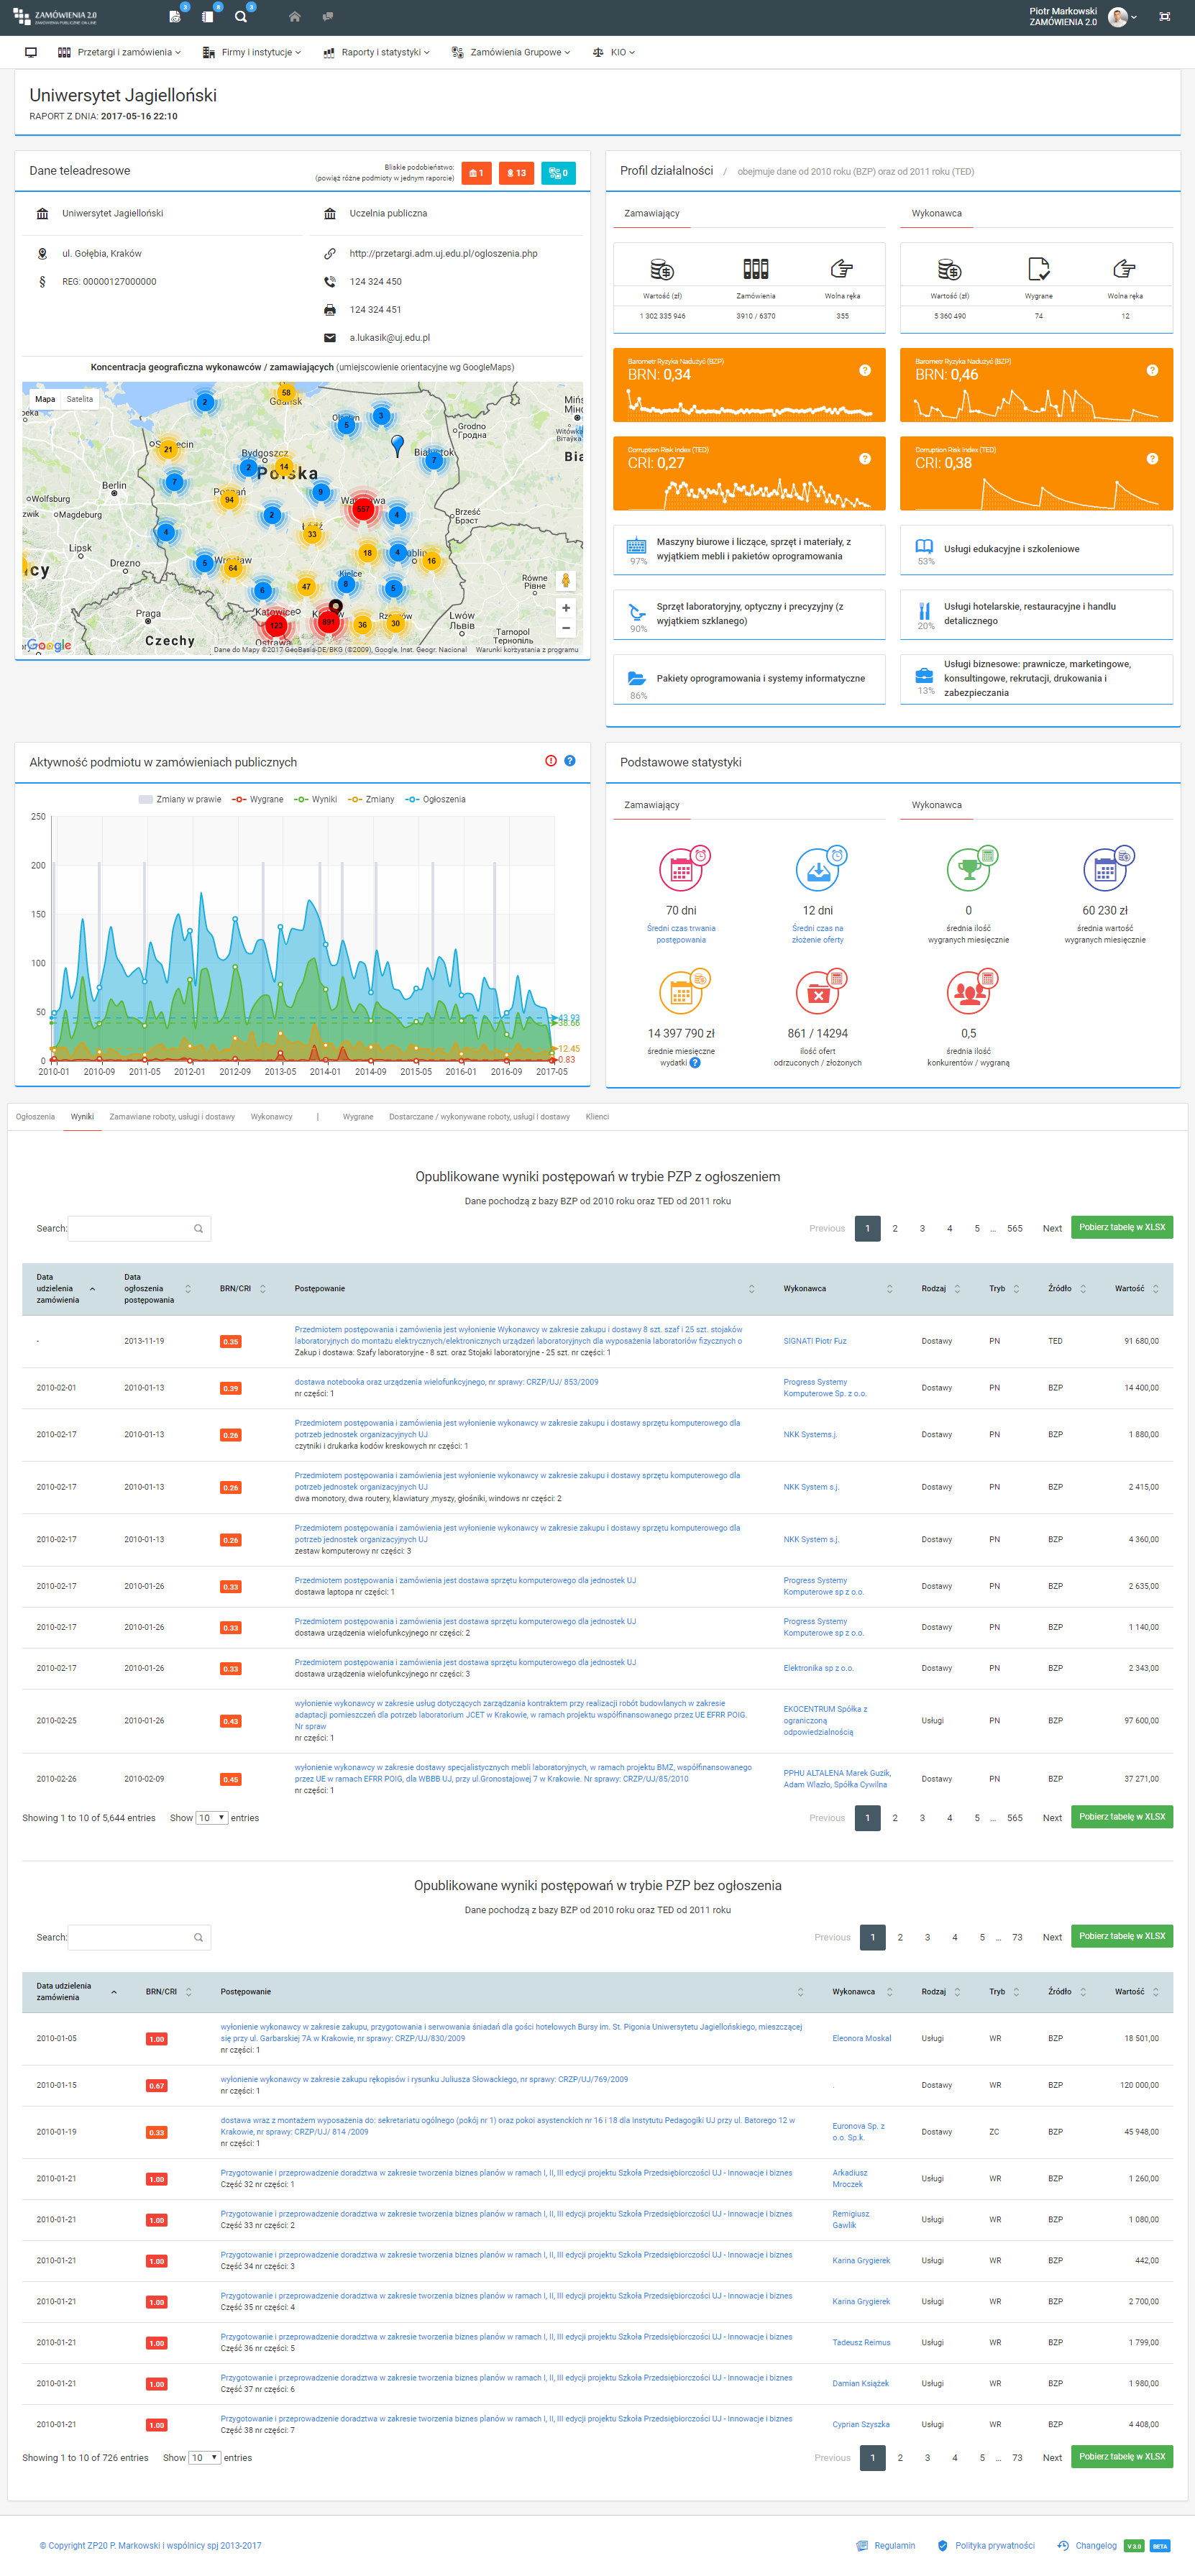 ZAMÓWIENIA 2.0
ZAMÓWIENIA PUBLICZNE ON-LINE
3
8
3
Piotr Markowski
ZAMÓWIENIA 2.0
Przetargi i zamówienia
Firmy i instytucje
Raporty i statystyki
Zamówienia Grupowe
KIO
Uniwersytet Jagielloński
RAPORT Z DNIA: 2017-05-16 22:10
Dane teleadresowe
Bliskie podobieństwo:
(powiąż różne podmioty w jednym raporcie)
1
13
0
Uniwersytet Jagielloński
Uczelnia publiczna
ul. Gołębia, Kraków
http://przetargi.adm.uj.edu.pl/ogloszenia.php
§ REG: 00000127000000
124 324 450
124 324 451
a.lukasik@uj.edu.pl
Koncentracja geograficzna wykonawców / zamawiających (umiejscowienie orientacyjne wg GoogleMaps)
Mapa Satelita
Polska
Berlin
Wolfsburg
Magdeburg
Lipsk
Drezno
Praga
Czechy
Grodno
Гродно
Brześć
Брэст
Równe
Рівне
Lwów
Львів
Tarnopol
Тернопіль
Google
Dane do Mapy ©2017 GeoBasis-DE/BKG (©2009), Google, Inst. Geogr. Nacional Warunki korzystania z programu
Profil działalności / obejmuje dane od 2010 roku (BZP) oraz od 2011 roku (TED)
Zamawiający
Wykonawca
Wartość (zł) Zamówienia Wolna ręka
1 302 335 946 3910 / 6370 355
Wartość (zł) Wygrane Wolna ręka
5 360 490 74 12
Barometr Ryzyka Nadużyć (BZP)
BRN: 0,34
Barometr Ryzyka Nadużyć (BZP)
BRN: 0,46
Corruption Risk Index (TED)
CRI: 0,27
Corruption Risk Index (TED)
CRI: 0,38
Maszyny biurowe i liczące, sprzęt i materiały, z
wyjątkiem mebli i pakietów oprogramowania
97%
Usługi edukacyjne i szkoleniowe
53%
Sprzęt laboratoryjny, optyczny i precyzyjny (z
wyjątkiem szklanego)
90%
Usługi hotelarskie, restauracyjne i handlu
detalicznego
20%
Pakiety oprogramowania i systemy informatyczne
86%
Usługi biznesowe: prawnicze, marketingowe,
konsultingowe, rekrutacji, drukowania i
zabezpieczania
13%
Aktywność podmiotu w zamówieniach publicznych
Zmiany w prawie Wygrane Wyniki Zmiany Ogłoszenia
250
200
150
100
50
0
43.93
38.66
12.45
0.83
2010-01 2010-09 2011-05 2012-01 2012-09 2013-05 2014-01 2014-09 2015-05 2016-01 2016-09 2017-05
Podstawowe statystyki
Zamawiający
Wykonawca
70 dni
Średni czas trwania
postępowania
12 dni
Średni czas na
złożenie oferty
0
średnia ilość
wygranych miesięcznie
60 230 zł
średnia wartość
wygranych miesięcznie
14 397 790 zł
średnie miesięczne
wydatki
861 / 14294
ilość ofert
odrzuconych / złożonych
0,5
średnia ilość
konkurentów / wygraną
Ogłoszenia Wyniki Zamawiane roboty, usługi i dostawy Wykonawcy | Wygrane Dostarczane / wykonywane roboty, usługi i dostawy Klienci
Opublikowane wyniki postępowań w trybie PZP z ogłoszeniem
Dane pochodzą z bazy BZP od 2010 roku oraz TED od 2011 roku
Search:
Previous 1 2 3 4 5 ... 565 Next Pobierz tabelę w XLSX
Data udzielenia zamówienia Data ogłoszenia postępowania BRN/CRI Postępowanie Wykonawca Rodzaj Tryb Źródło Wartość
Przedmiotem postępowania i zamówienia jest wyłonienie Wykonawcy w zakresie zakupu i dostawy 8 szt. szaf i 25 szt. stojaków
- 2013-11-19 0.35 laboratoryjnych do montażu elektrycznych/elektronicznych urządzeń laboratoryjnych dla wyposażenia laboratoriów fizycznych o SIGNATI Piotr Fuz Dostawy PN TED 91 680,00
Zakup i dostawa: Szafy laboratoryjne - 8 szt. oraz Stojaki laboratoryjne - 25 szt. nr części: 1
2010-02-01 2010-01-13 0.39 dostawa notebooka oraz urządzenia wielofunkcyjnego, nr sprawy: CRZP/UJ/ 853/2009
nr części: 1 Progress Systemy Komputerowe Sp. z o.o. Dostawy PN BZP 14 400,00
Przedmiotem postępowania i zamówienia jest wyłonienie wykonawcy w zakresie zakupu i dostawy sprzętu komputerowego dla
2010-02-17 2010-01-13 0.26 potrzeb jednostek organizacyjnych UJ NKK Systems.j. Dostawy PN BZP 1 880,00
czytniki i drukarka kodów kreskowych nr części: 1
Przedmiotem postępowania i zamówienia jest wyłonienie wykonawcy w zakresie zakupu i dostawy sprzętu komputerowego dla
2010-02-17 2010-01-13 0.26 potrzeb jednostek organizacyjnych UJ NKK System s.j. Dostawy PN BZP 2 415,00
dwa monotory, dwa routery, klawiatury ,myszy, głośniki, windows nr części: 2
Przedmiotem postępowania i zamówienia jest wyłonienie wykonawcy w zakresie zakupu i dostawy sprzętu komputerowego dla
2010-02-17 2010-01-13 0.26 potrzeb jednostek organizacyjnych UJ NKK System s.j. Dostawy PN BZP 4 360,00
zestaw komputerowy nr części: 3
2010-02-17 2010-01-26 0.33 Przedmiotem postępowania i zamówienia jest dostawa sprzętu komputerowego dla jednostek UJ
dostawa laptopa nr części: 1 Progress Systemy Komputerowe sp z o.o. Dostawy PN BZP 2 635,00
2010-02-17 2010-01-26 0.33 Przedmiotem postępowania i zamówienia jest dostawa sprzętu komputerowego dla jednostek UJ
dostawa urządzenia wielofunkcyjnego nr części: 2 Progress Systemy Komputerowe sp z o.o. Dostawy PN BZP 1 140,00
2010-02-17 2010-01-26 0.33 Przedmiotem postępowania i zamówienia jest dostawa sprzętu komputerowego dla jednostek UJ
dostawa urządzenia wielofunkcyjnego nr części: 3 Elektronika sp z o.o. Dostawy PN BZP 2 343,00
wyłonienie wykonawcy w zakresie usług dotyczących zarządzania kontraktem przy realizacji robót budowlanych w zakresie
2010-02-25 2010-01-26 0.43 adaptacji pomieszczeń dla potrzeb laboratorium JCET w Krakowie, w ramach projektu współfinansowanego przez UE EFRR POIG.
Nr spraw
nr części: 1 EKOCENTRUM Spółka z ograniczoną odpowiedzialnością Usługi PN BZP 97 600,00
wyłonienie wykonawcy w zakresie dostawy specjalistycznych mebli laboratoryjnych, w ramach projektu BMZ, współfinansowanego
2010-02-26 2010-02-09 0.45 przez UE w ramach EFRR POIG, dla WBBB UJ, przy ul.Gronostajowej 7 w Krakowie. Nr sprawy: CRZP/UJ/85/2010
nr części: 1 PPHU ALTALENA Marek Guzik, Adam Wlazło, Spółka Cywilna Dostawy PN BZP 37 271,00
Showing 1 to 10 of 5,644 entries Show 10 entries
Previous 1 2 3 4 5 ... 565 Next Pobierz tabelę w XLSX
Opublikowane wyniki postępowań w trybie PZP bez ogłoszenia
Dane pochodzą z bazy BZP od 2010 roku oraz TED od 2011 roku
Search:
Previous 1 2 3 4 5 ... 73 Next Pobierz tabelę w XLSX
Data udzielenia zamówienia BRN/CRI Postępowanie Wykonawca Rodzaj Tryb Źródło Wartość
wyłonienie wykonawcy w zakresie zakupu, przygotowania i serwowania śniadań dla gości hotelowych Bursy im. St. Pigonia Uniwersytetu Jagiellońskiego, mieszczącej
2010-01-05 1.00 się przy ul. Garbarskiej 7A w Krakowie, nr sprawy: CRZP/UJ/830/2009 Eleonora Moskal Usługi WR BZP 18 501,00
nr części: 1
2010-01-15 0.67 wyłonienie wykonawcy w zakresie zakupu rękopisów i rysunku Juliusza Słowackiego, nr sprawy: CRZP/UJ/769/2009
nr części: 1 . Dostawy WR BZP 120 000,00
dostawa wraz z montażem wyposażenia do: sekretariatu ogólnego (pokój nr 1) oraz pokoi asystenckich nr 16 i 18 dla Instytutu Pedagogiki UJ przy ul. Batorego 12 w
2010-01-19 0.33 Krakowie, nr sprawy: CRZP/UJ/ 814 /2009
nr części: 1 Euronova Sp. z o.o. Sp.k. Dostawy ZC BZP 45 948,00
2010-01-21 1.00 Przygotowanie i przeprowadzenie doradztwa w zakresie tworzenia biznes planów w ramach I, II, III edycji projektu Szkoła Przedsiębiorczości UJ - Innowacje i biznes
Część 32 nr części: 1 Arkadiusz Mroczek Usługi WR BZP 1 260,00
2010-01-21 1.00 Przygotowanie i przeprowadzenie doradztwa w zakresie tworzenia biznes planów w ramach I, II, III edycji projektu Szkoła Przedsiębiorczości UJ - Innowacje i biznes
Część 33 nr części: 2 Remigiusz Gawlik Usługi WR BZP 1 080,00
2010-01-21 1.00 Przygotowanie i przeprowadzenie doradztwa w zakresie tworzenia biznes planów w ramach I, II, III edycji projektu Szkoła Przedsiębiorczości UJ - Innowacje i biznes
Część 34 nr części: 3 Karina Grygierek Usługi WR BZP 442,00
2010-01-21 1.00 Przygotowanie i przeprowadzenie doradztwa w zakresie tworzenia biznes planów w ramach I, II, III edycji projektu Szkoła Przedsiębiorczości UJ - Innowacje i biznes
Część 35 nr części: 4 Karina Grygierek Usługi WR BZP 2 700,00
2010-01-21 1.00 Przygotowanie i przeprowadzenie doradztwa w zakresie tworzenia biznes planów w ramach I, II, III edycji projektu Szkoła Przedsiębiorczości UJ - Innowacje i biznes
Część 36 nr części: 5 Tadeusz Reimus Usługi WR BZP 1 799,00
2010-01-21 1.00 Przygotowanie i przeprowadzenie doradztwa w zakresie tworzenia biznes planów w ramach I, II, III edycji projektu Szkoła Przedsiębiorczości UJ - Innowacje i biznes
Część 37 nr części: 6 Damian Książek Usługi WR BZP 1 980,00
2010-01-21 1.00 Przygotowanie i przeprowadzenie doradztwa w zakresie tworzenia biznes planów w ramach I, II, III edycji projektu Szkoła Przedsiębiorczości UJ - Innowacje i biznes
Część 38 nr części: 7 Cyprian Szyszka Usługi WR BZP 4 408,00
Showing 1 to 10 of 726 entries Show 10 entries
Previous 1 2 3 4 5 ... 73 Next Pobierz tabelę w XLSX
© Copyright ZP20 P. Markowski i wspólnicy spj 2013-2017
Regulamin Polityka prywatności Changelog V 3.0 BETA